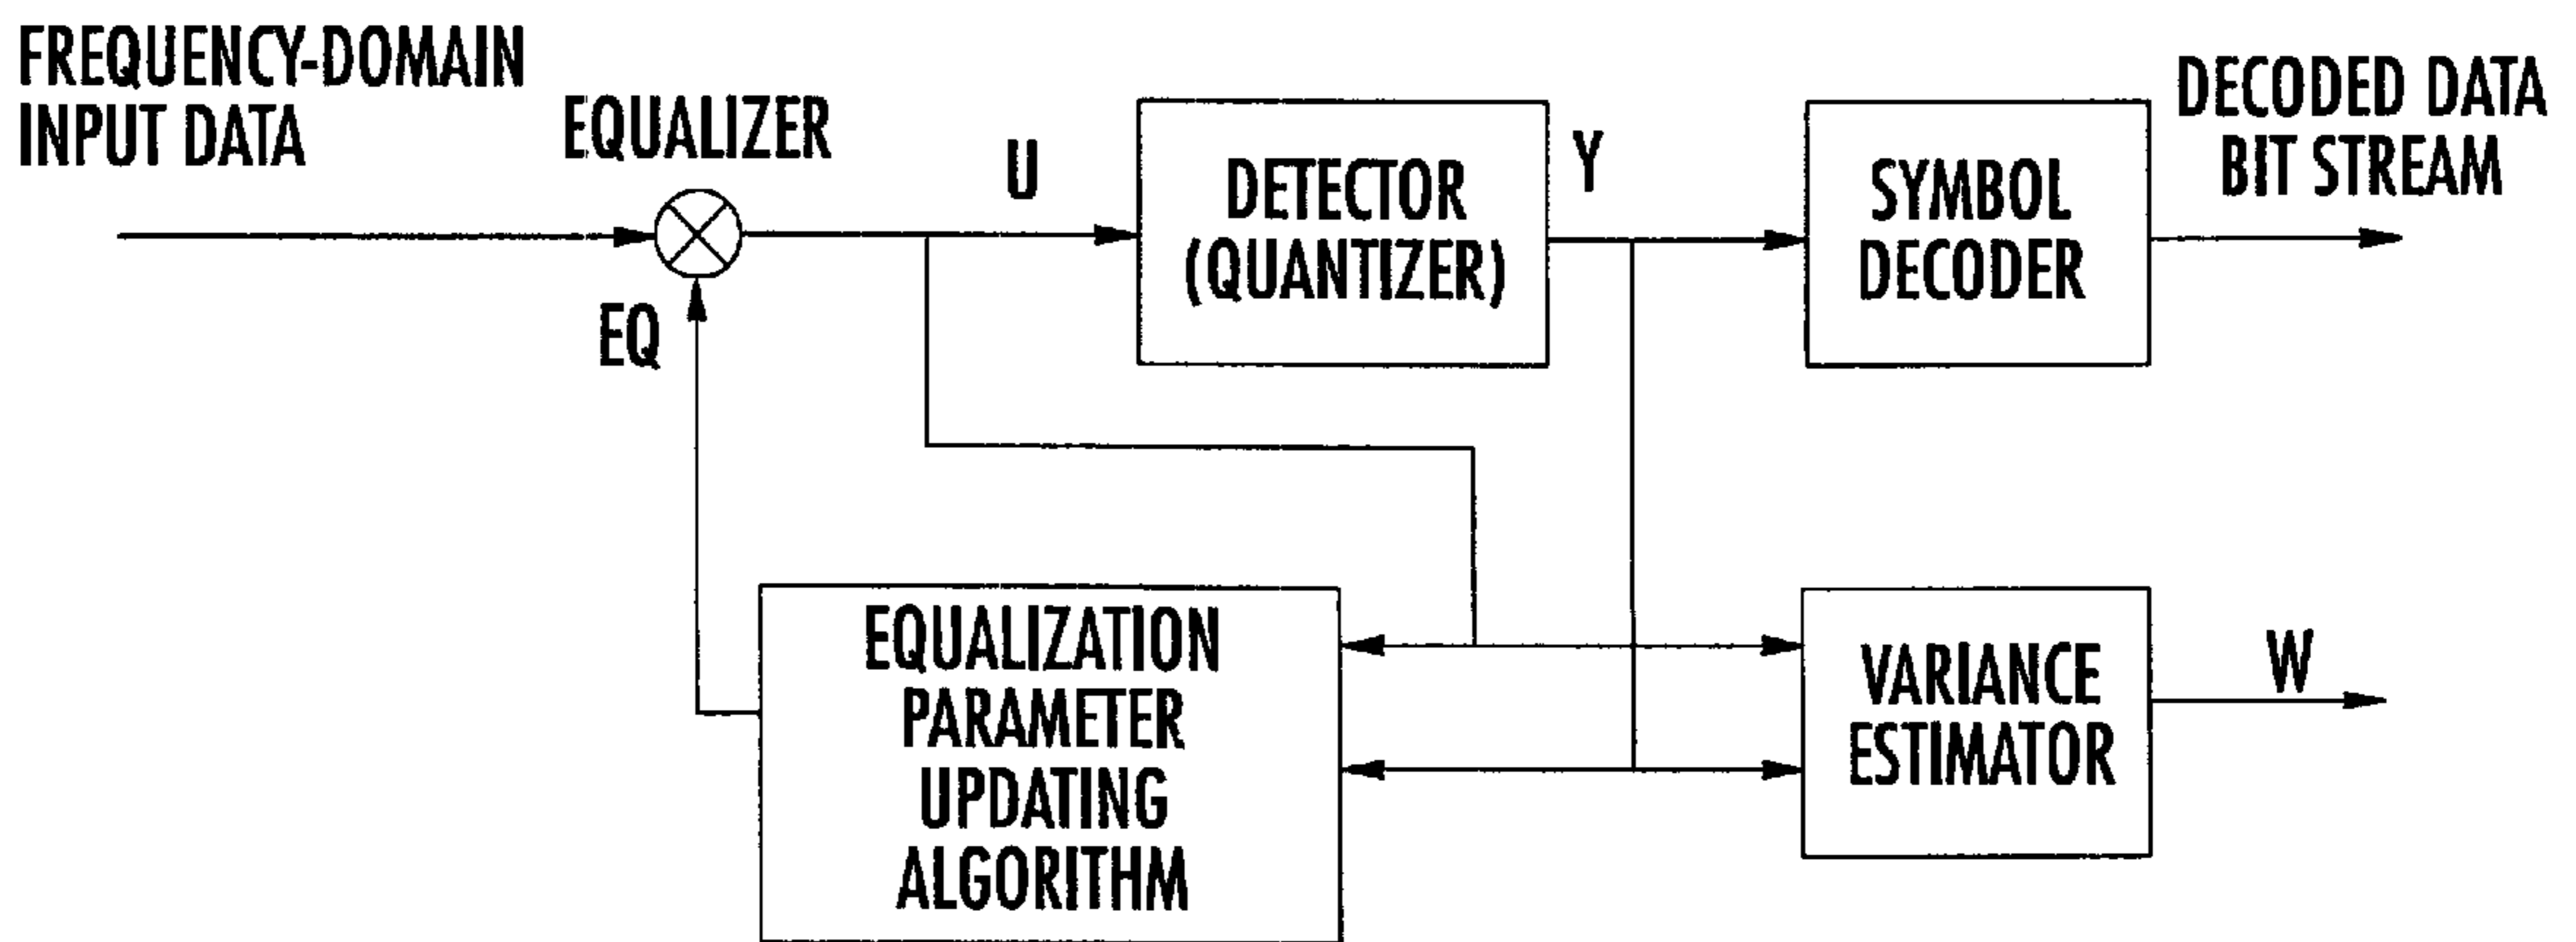 FREQUENCY-DOMAIN
INPUT DATA
EQUALIZER
U
DETECTOR
(QUANTIZER)
Y
SYMBOL
DECODER
DECODED DATA
BIT STREAM
EQ
EQUALIZATION
PARAMETER
UPDATING
ALGORITHM
VARIANCE
ESTIMATOR
W